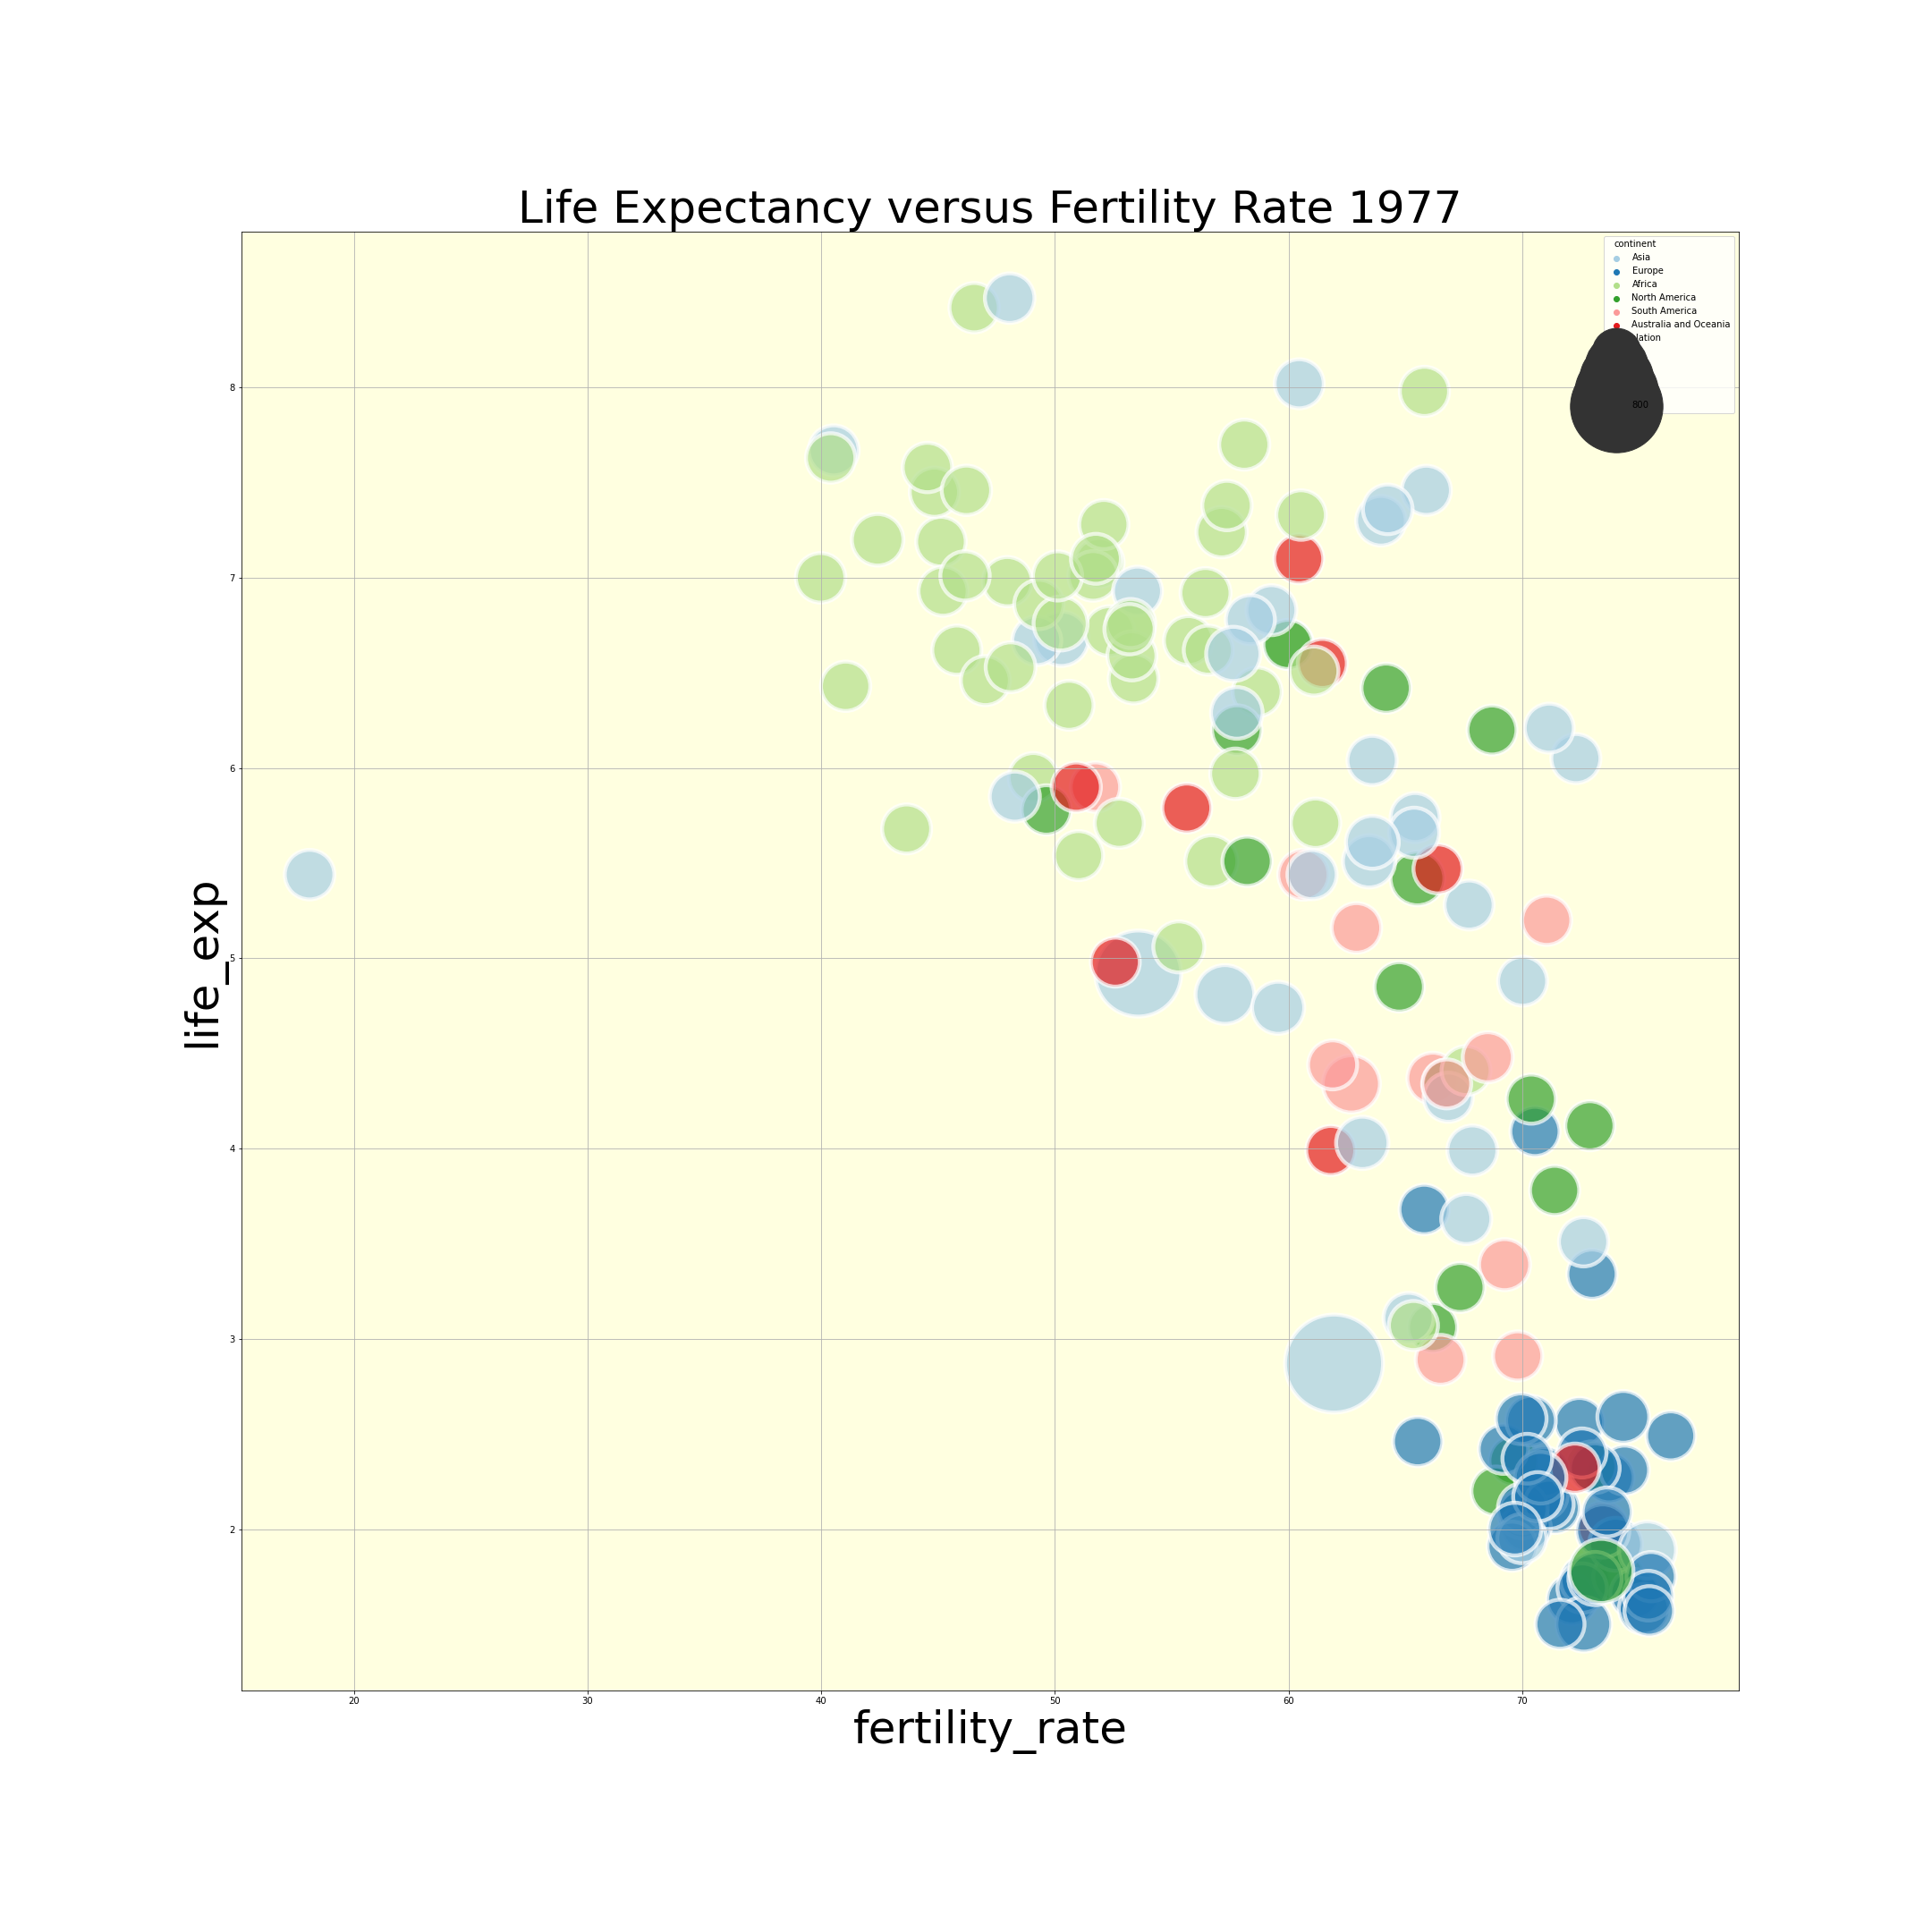 Life Expectancy versus Fertility Rate 1977
continent
Asia
Europe
Africa
North America
South America
Australia and Oceania
800
8
7
6
5
4
3
2
life_exp
20 30 40 50 60 70
fertility_rate